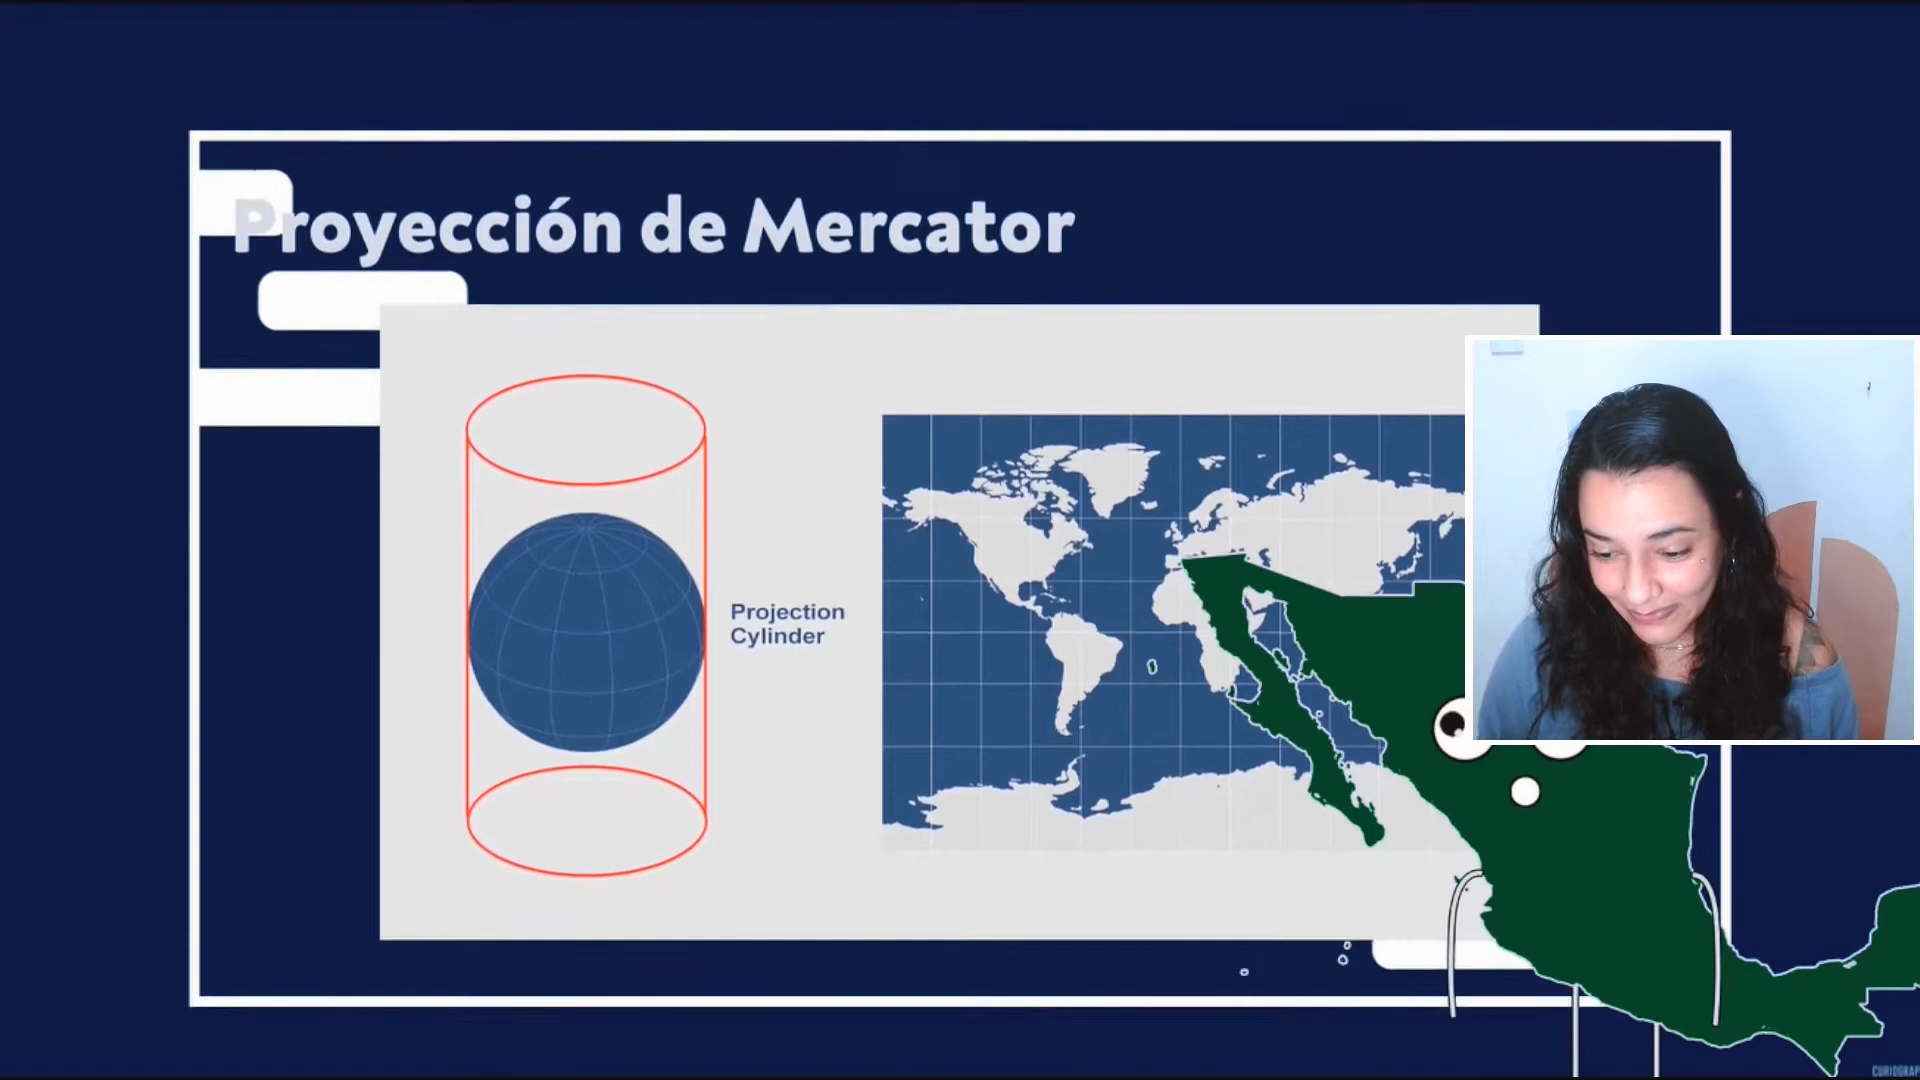 Proyección de Mercator
Projection
Cylinder